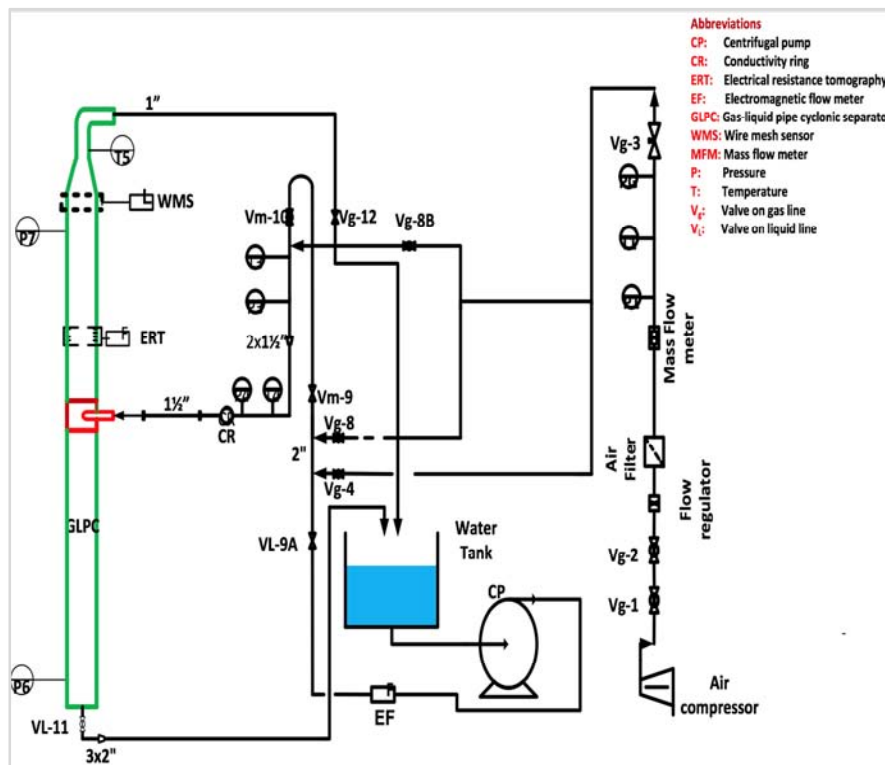 Abbreviations
CP: Centrifugal pump
CR: Conductivity ring
ERT: Electrical resistance tomography
EF: Electromagnetic flow meter
GLPC: Gas-liquid pipe cyclonic separato
WMS: Wire mesh sensor
MFM: Mass flow meter
P: Pressure
T: Temperature
Vg: Valve on gas line
VL: Valve on liquid line
1"
T5
WMS
P7
Vm-10
Vg-12
Vg-8B
Vg-3
ERT
2x1½"
Mass Flow
meter
1½"
CR
Vm-9
Vg-8
2"
Vg-4
Air
Filter
Flow
regulator
GLPC
VL-9A
Water
Tank
CP
Vg-2
Vg-1
P6
VL-11
EF
Air
compressor
3x2"